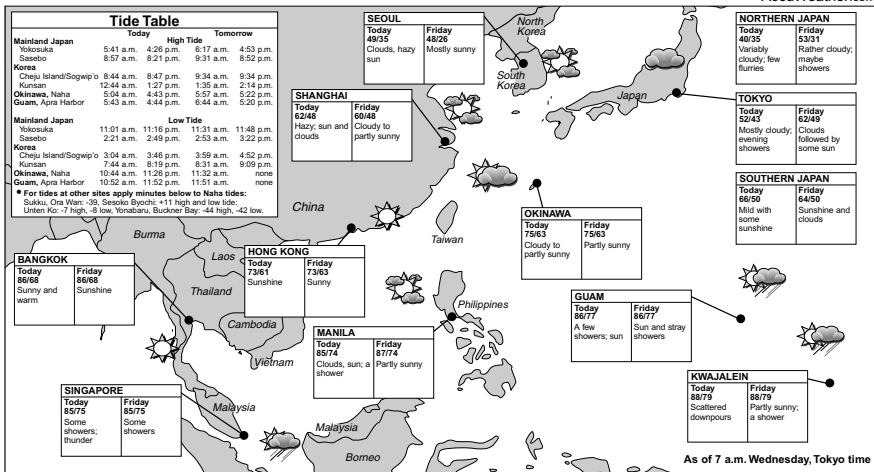 Tide Table
Today Tomorrow
Mainland Japan High Tide
Yokosuka 5:41 a.m. 4:26 p.m. 6:17 a.m. 4:53 p.m.
Sasebo 8:57 a.m. 8:21 p.m. 9:31 a.m. 8:52 p.m.
Korea
Cheju Island/Sogwip'o 8:44 a.m. 8:47 p.m. 9:34 a.m. 9:34 p.m.
Kunsan 12:44 a.m. 1:27 p.m. 1:35 a.m. 2:14 p.m.
Okinawa, Naha 5:04 a.m. 4:43 p.m. 5:57 a.m. 5:22 p.m.
Guam, Apra Harbor 5:43 a.m. 4:44 p.m. 6:44 a.m. 5:20 p.m.
Mainland Japan Low Tide
Yokosuka 11:01 a.m. 11:16 p.m. 11:31 a.m. 11:48 p.m.
Sasebo 2:21 a.m. 2:49 p.m. 2:53 a.m. 3:22 p.m.
Korea
Cheju Island/Sogwip'o 3:04 a.m. 3:46 p.m. 3:59 a.m. 4:52 p.m.
Kunsan 7:44 a.m. 8:19 p.m. 8:31 a.m. 9:09 p.m.
Okinawa, Naha 10:44 a.m. 11:26 p.m. 11:32 a.m. none
Guam, Apra Harbor 10:52 a.m. 11:52 p.m. 11:51 a.m. none
• For tides at other sites apply minutes below to Naha tides:
Sukku, Ora Wan: -39, Sesoko Byochi: +11 high and low tide:
Unten Ko: -7 high, -8 low, Yonabaru, Buckner Bay: -44 high, -42 low.
SEOUL
Today Friday
49/35 48/26
Clouds, hazy Mostly sunny
sun
North
Korea
South
Korea
Japan
NORTHERN JAPAN
Today Friday
40/35 53/31
Variably Rather cloudy;
cloudy; few maybe
flurries showers
SHANGHAI
Today Friday
62/48 60/48
Hazy; sun and Cloudy to
clouds partly sunny
TOKYO
Today Friday
52/43 62/49
Mostly cloudy; Clouds
evening followed by
showers some sun
SOUTHERN JAPAN
Today Friday
66/50 64/50
Mild with Sunshine and
some clouds
sunshine
China
Taiwan
OKINAWA
Today Friday
75/63 75/63
Cloudy to Partly sunny
partly sunny
Burma
Laos
Thailand
Cambodia
Vietnam
HONG KONG
Today Friday
73/61 73/63
Sunshine Sunny
BANGKOK
Today Friday
86/68 86/68
Sunny and Sunshine
warm
Philippines
MANILA
Today Friday
85/74 87/74
Clouds, sun; a Partly sunny
shower
GUAM
Today Friday
86/77 86/77
A few Sun and stray
showers; sun showers
KWAJALEIN
Today Friday
88/79 88/79
Scattered Partly sunny;
downpours a shower
SINGAPORE
Today Friday
85/75 85/75
Some Some
showers; showers
thunder
Malaysia
Malaysia
Borneo
As of 7 a.m. Wednesday, Tokyo time